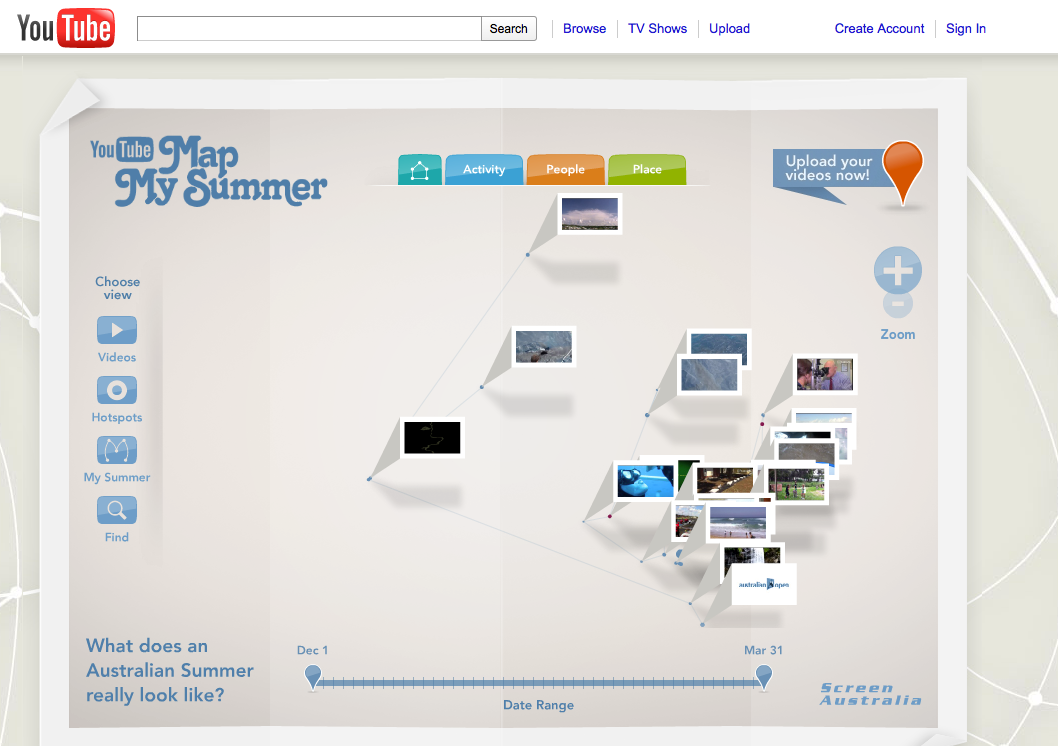 YouTube
Search
Browse
TV Shows
Upload
Create Account
Sign In
YouTube Map
My Summer
Activity
People
Place
Upload your
videos now!
Choose
view
Videos
Hotspots
My Summer
Find
Zoom
australian open
What does an
Australian Summer
really look like?
Dec 1
Mar 31
Date Range
Screen
Australia